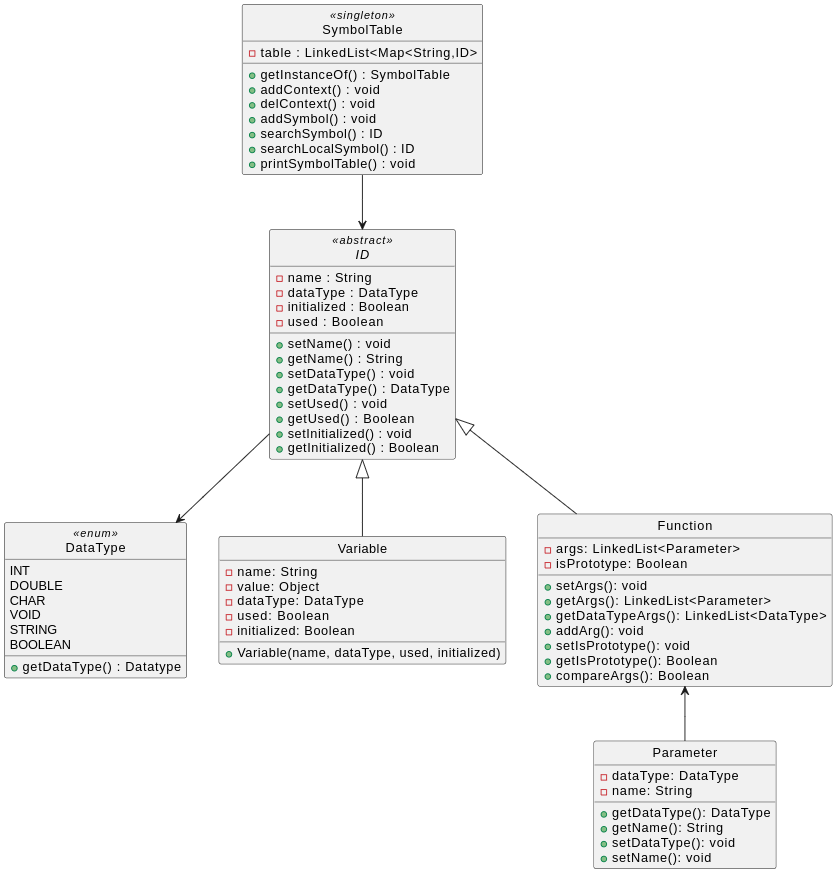 «singleton»
SymbolTable
table : LinkedList<Map<String,ID>
getInstanceOf() : SymbolTable
addContext() : void
delContext() : void
addSymbol() : void
searchSymbol() : ID
searchLocalSymbol() : ID
printSymbolTable() : void
«abstract»
ID
name : String
dataType : DataType
initialized : Boolean
used : Boolean
setName() : void
getName() : String
setDataType() : void
getDataType() : DataType
setUsed() : void
getUsed() : Boolean
setInitialized() : void
getInitialized() : Boolean
«enum»
DataType
INT
DOUBLE
CHAR
VOID
STRING
BOOLEAN
getDataType() : Datatype
Variable
name: String
value: Object
dataType: DataType
used: Boolean
initialized: Boolean
Variable(name, dataType, used, initialized)
Function
args: LinkedList<Parameter>
isPrototype: Boolean
setArgs(): void
getArgs(): LinkedList<Parameter>
getDataTypeArgs(): LinkedList<DataType>
addArg(): void
setIsPrototype(): void
getIsPrototype(): Boolean
compareArgs(): Boolean
Parameter
dataType: DataType
name: String
getDataType(): DataType
getName(): String
setDataType(): void
setName(): void